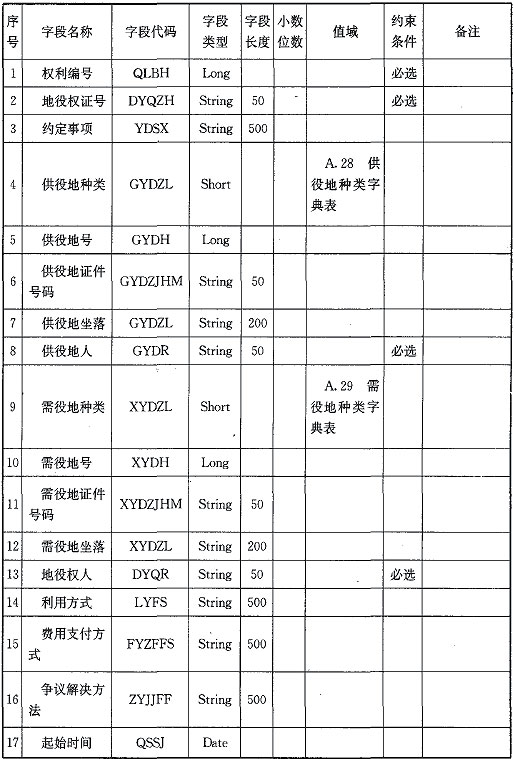 序号 字段名称 字段代码 字段类型 字段长度 小数位数 值域 约束条件 备注
1 权利编号 QLBH Long 必选
2 地役权证号 DYQZH String 50 必选
3 约定事项 YDSX String 500
4 供役地种类 GYDZL Short A.28 供役地种类字典表
5 供役地号 GYDH Long
6 供役地证件号码 GYDZJHM String 50
7 供役地坐落 GYDZL String 200
8 供役地人 GYDR String 50 必选
9 需役地种类 XYDZL Short A.29 需役地种类字典表
10 需役地号 XYDH Long
11 需役地证件号码 XYDZJHM String 50
12 需役地坐落 XYDZL String 200
13 地役权人 DYQR String 50 必选
14 利用方式 LYFS String 500
15 费用支付方式 FYZFFS String 500
16 争议解决方法 ZYJJFF String 500
17 起始时间 QSSJ Date